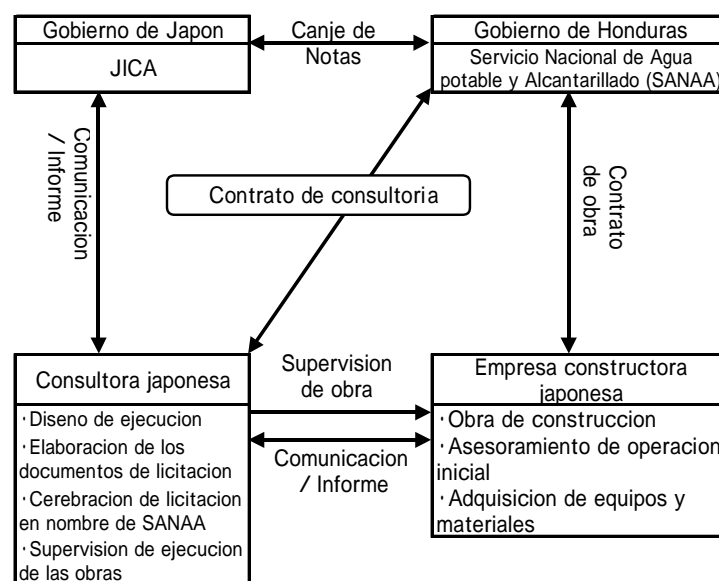 Gobierno de Japon
JICA
Canje de
Notas
Gobierno de Honduras
Servicio Nacional de Agua
potable y Alcantarillado (SANAA)
Comunicacion
/ Informe
Contrato de consultoria
Contrato
de obra
Consultora japonesa
·Diseno de ejecucion
·Elaboracion de los
documentos de licitacion
·Cerebracion de licitacion
en nombre de SANAA
·Supervision de ejecucion
de las obras
Supervision
de obra
Comunicacion
/ Informe
Empresa constructora
japonesa
·Obra de construccion
·Asesoramiento de operacion
inicial
·Adquisicion de equipos y
materiales